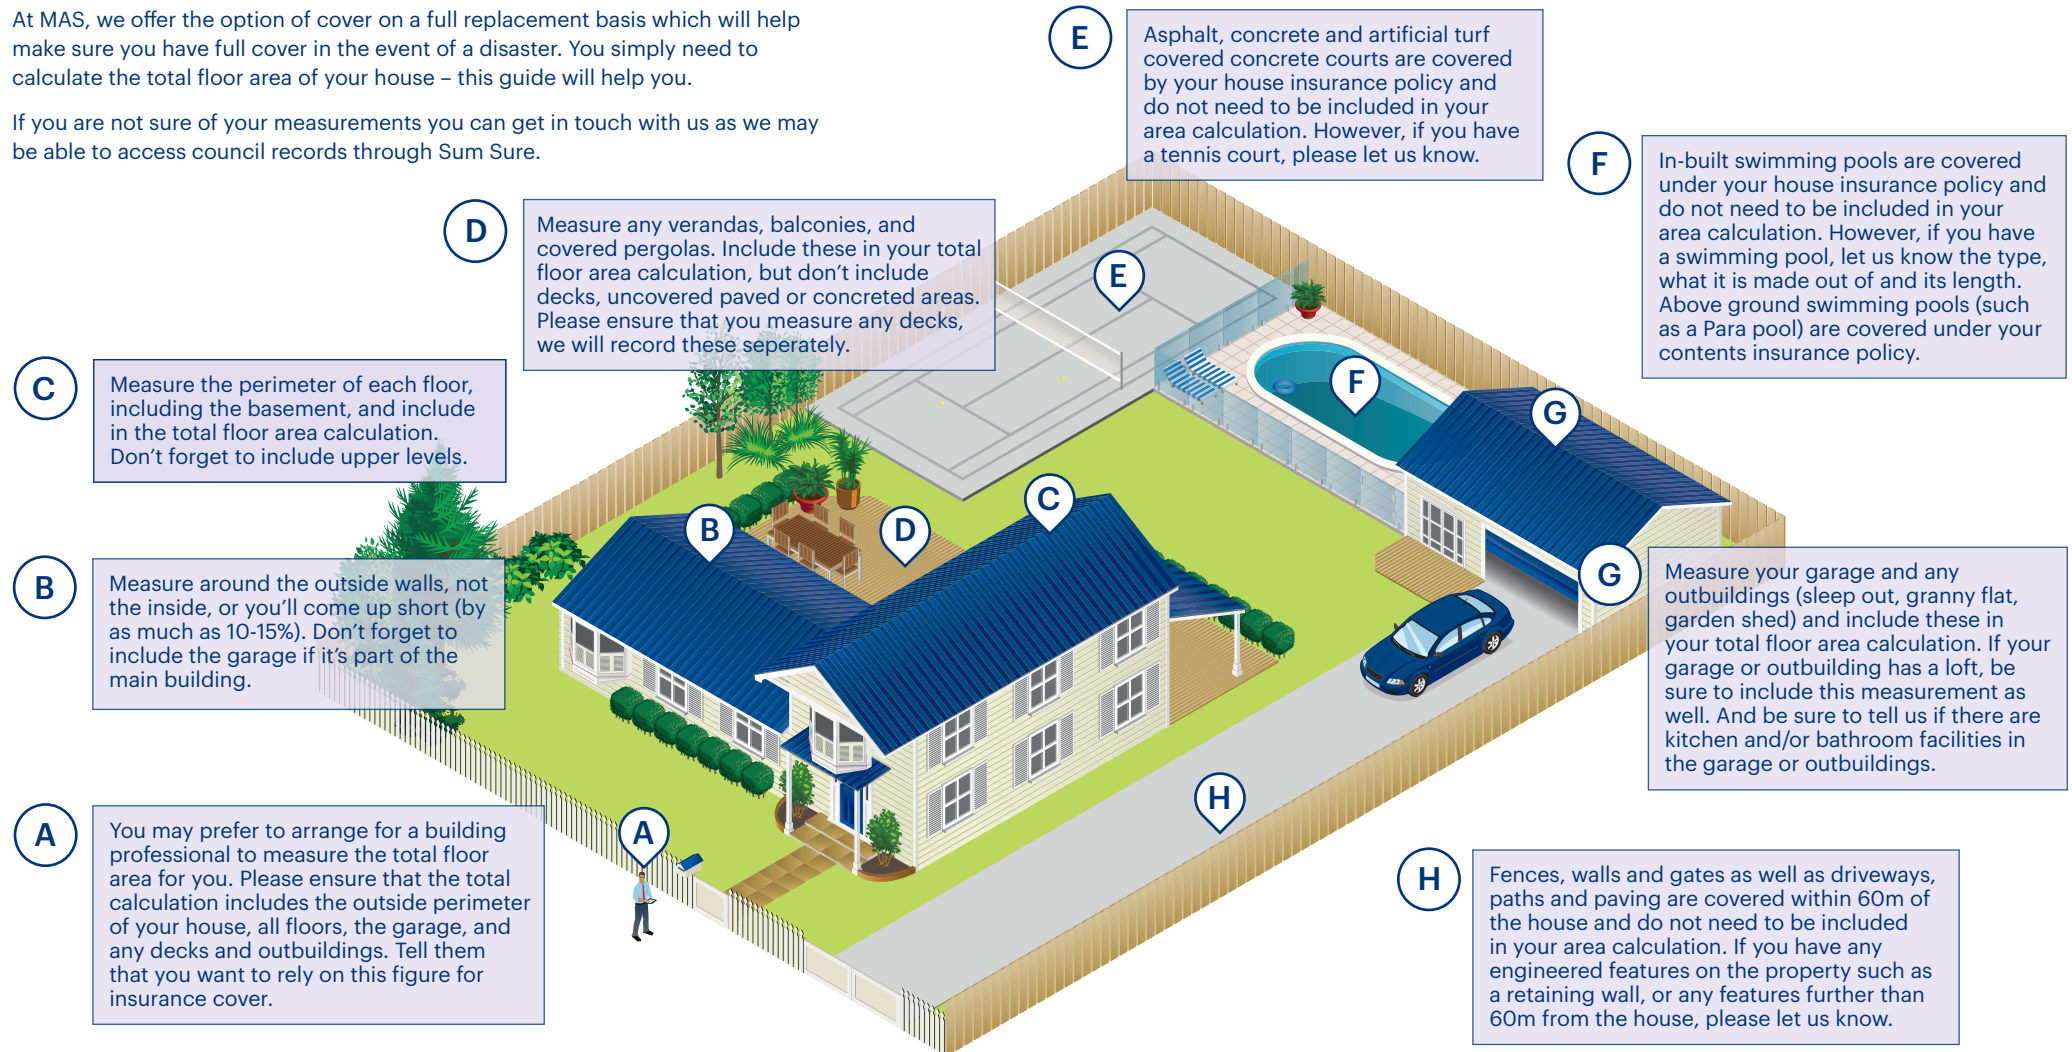 At MAS, we offer the option of cover on a full replacement basis which will help
make sure you have full cover in the event of a disaster. You simply need to
calculate the total floor area of your house – this guide will help you.
If you are not sure of your measurements you can get in touch with us as we may
be able to access council records through Sum Sure.
E
Asphalt, concrete and artificial turf
covered concrete courts are covered
by your house insurance policy and
do not need to be included in your
area calculation. However, if you have
a tennis court, please let us know.
F
In-built swimming pools are covered
under your house insurance policy and
do not need to be included in your
area calculation. However, if you have
a swimming pool, let us know the type,
what it is made out of and its length.
Above ground swimming pools (such
as a Para pool) are covered under your
contents insurance policy.
D
Measure any verandas, balconies, and
covered pergolas. Include these in your total
floor area calculation, but don’t include
decks, uncovered paved or concreted areas.
Please ensure that you measure any decks,
we will record these seperately.
C
Measure the perimeter of each floor,
including the basement, and include
in the total floor area calculation.
Don’t forget to include upper levels.
E
F
G
C
B
D
B
Measure around the outside walls, not
the inside, or you’ll come up short (by
as much as 10-15%). Don’t forget to
include the garage if it’s part of the
main building.
G
Measure your garage and any
outbuildings (sleep out, granny flat,
garden shed) and include these in
your total floor area calculation. If your
garage or outbuilding has a loft, be
sure to include this measurement as
well. And be sure to tell us if there are
kitchen and/or bathroom facilities in
the garage or outbuildings.
H
A
A
You may prefer to arrange for a building
professional to measure the total floor
area for you. Please ensure that the total
calculation includes the outside perimeter
of your house, all floors, the garage, and
any decks and outbuildings. Tell them
that you want to rely on this figure for
insurance cover.
H
Fences, walls and gates as well as driveways,
paths and paving are covered within 60m of
the house and do not need to be included
in your area calculation. If you have any
engineered features on the property such as
a retaining wall, or any features further than
60m from the house, please let us know.